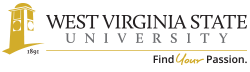 WEST VIRGINIA STATE
UNIVERSITY
1891
Find Your Passion.